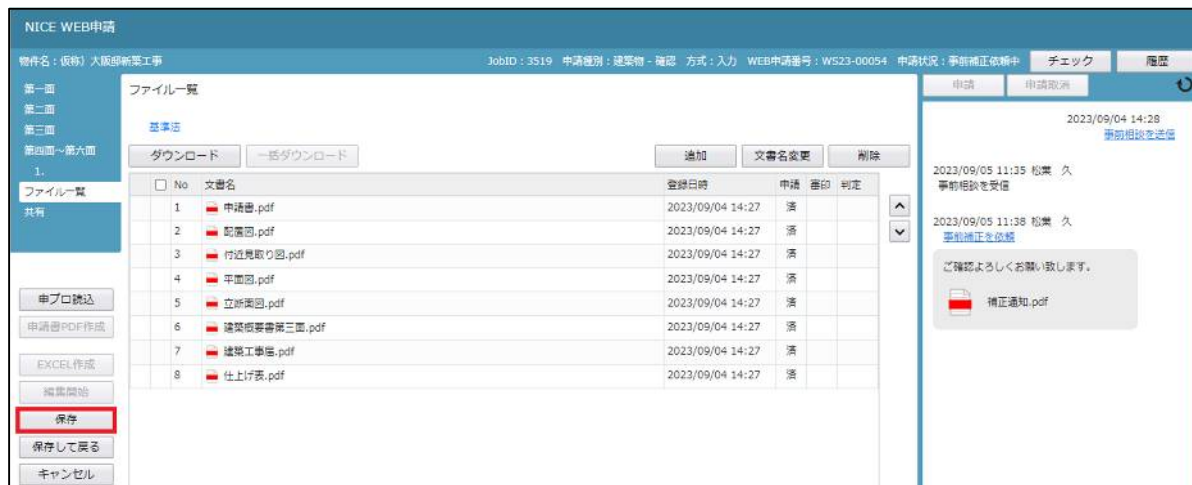 NICE WEB申請
物件名：仮称）大阪邸新築工事
JobID：3519 申請種別：建築物 - 確認 方式：入力 WEB申請番号：WS23-00054 申請状況：事前補正依頼中 チェック 履歴
第一面
第二面
第三面
第四面～第六面
1.
ファイル一覧
共有
申プロ読込
申請書PDF作成
EXCEL作成
編集開始
保存
保存して戻る
キャンセル
ファイル一覧
基準法
ダウンロード 一括ダウンロード 追加 文書名変更 削除
No 文書名 登録日時 申請 審印 判定
1 申請書.pdf 2023/09/04 14:27 済
2 配置図.pdf 2023/09/04 14:27 済
3 付近見取り図.pdf 2023/09/04 14:27 済
4 平面図.pdf 2023/09/04 14:27 済
5 立断面図.pdf 2023/09/04 14:27 済
6 建築概要書第三面.pdf 2023/09/04 14:27 済
7 建築工事届.pdf 2023/09/04 14:27 済
8 仕上げ表.pdf 2023/09/04 14:27 済
申請 申請取消
2023/09/04 14:28
事前相談を送信
2023/09/05 11:35 松葉 久
事前相談を受信
2023/09/05 11:38 松葉 久
事前補正を依頼
ご確認よろしくお願い致します。
補正通知.pdf